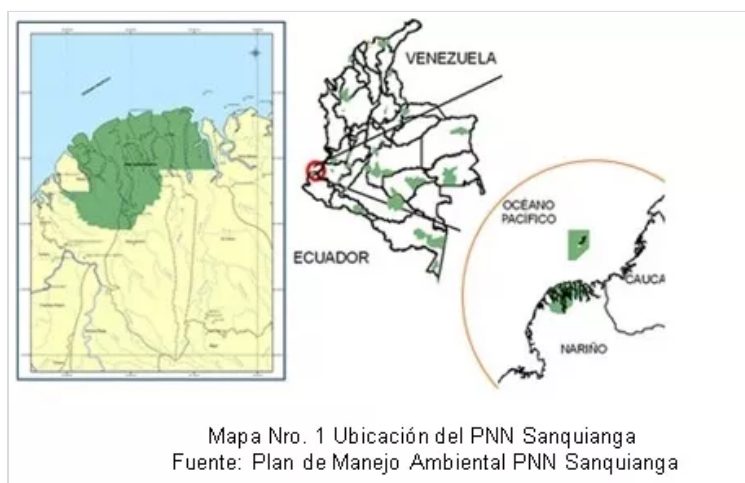 VENEZUELA
ECUADOR
OCÉANO
PACÍFICO
CAUCA
NARIÑO
Mapa Nro. 1 Ubicación del PNN Sanquianga
Fuente: Plan de Manejo Ambiental PNN Sanquianga